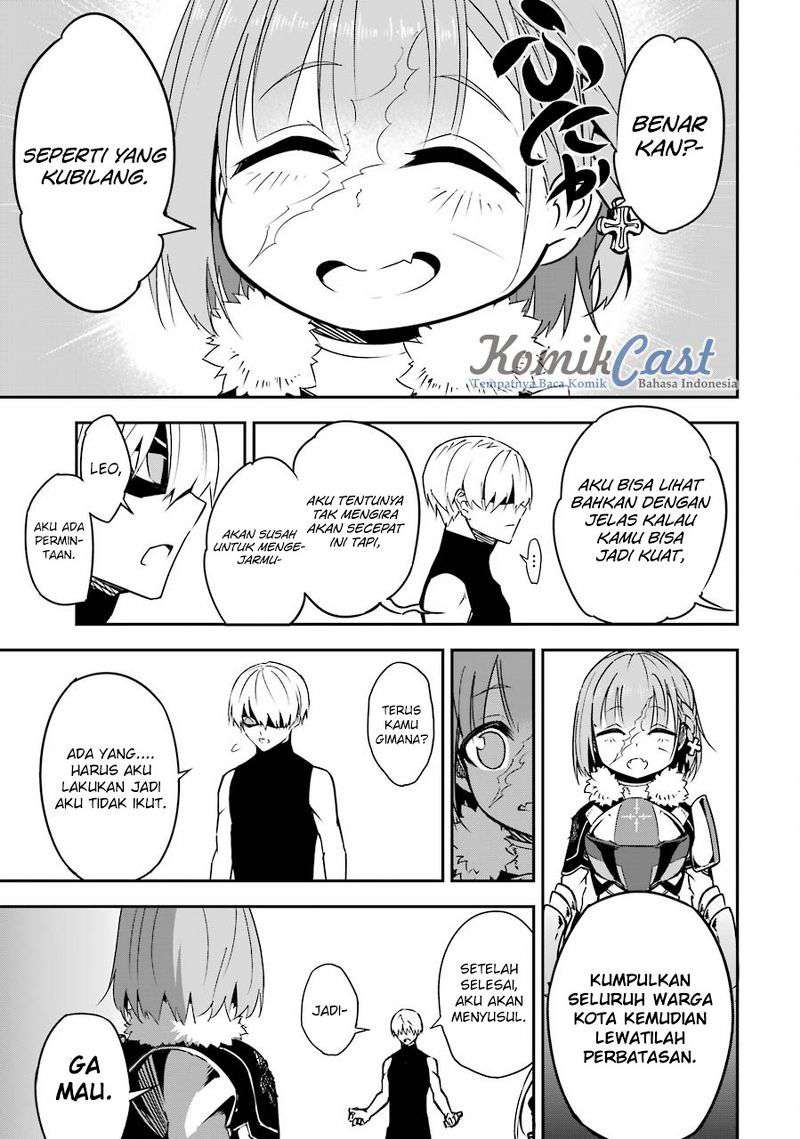 BENAR
KAN?-
SEPERTI YANG
KUBILANG.
KomikCast
Tempatnya Baca Komik Bahasa Indonesia
AKU BISA LIHAT
BAHKAN DENGAN
JELAS KALAU
KAMU BISA
JADI KUAT,
...
AKU TENTUNYA
TAK MENGIRA
AKAN SECEPAT
INI TAPI,
AKAN SUSAH
UNTUK MENGE-
JARMU-
LEO,
AKU ADA
PERMIN-
TAAN.
KUMPULKAN
SELURUH WARGA
KOTA KEMUDIAN
LEWATILAH
PERBATASAN.
TERUS
KAMU
GIMANA?
ADA YANG....
HARUS AKU
LAKUKAN JADI
AKU TIDAK IKUT.
SETELAH
SELESAI,
AKU AKAN
MENYUSUL.
JADI-
GA
MAU.